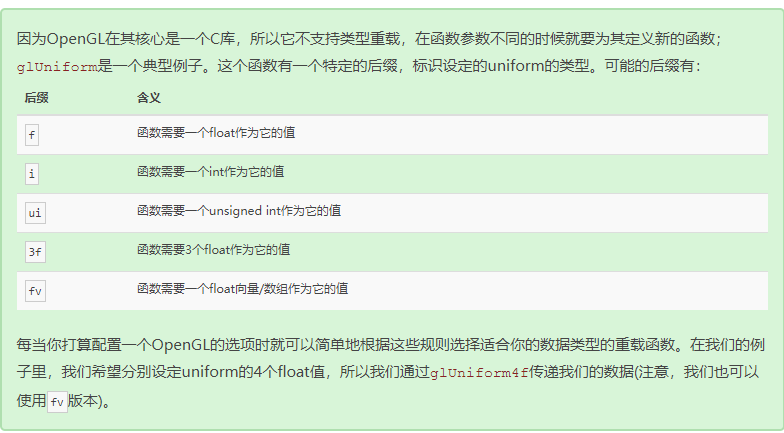 因为OpenGL在其核心是一个C库，所以它不支持类型重载，在函数参数不同的时候就要为其定义新的函数；
glUniform是一个典型例子。这个函数有一个特定的后缀，标识设定的uniform的类型。可能的后缀有：
后缀 含义
f 函数需要一个float作为它的值
i 函数需要一个int作为它的值
ui 函数需要一个unsigned int作为它的值
3f 函数需要3个float作为它的值
fv 函数需要一个float向量/数组作为它的值
每当你打算配置一个OpenGL的选项时就可以简单地根据这些规则选择适合你的数据类型的重载函数。在我们的例
子里，我们希望分别设定uniform的4个float值，所以我们通过glUniform4f传递我们的数据(注意，我们也可以
使用fv版本)。